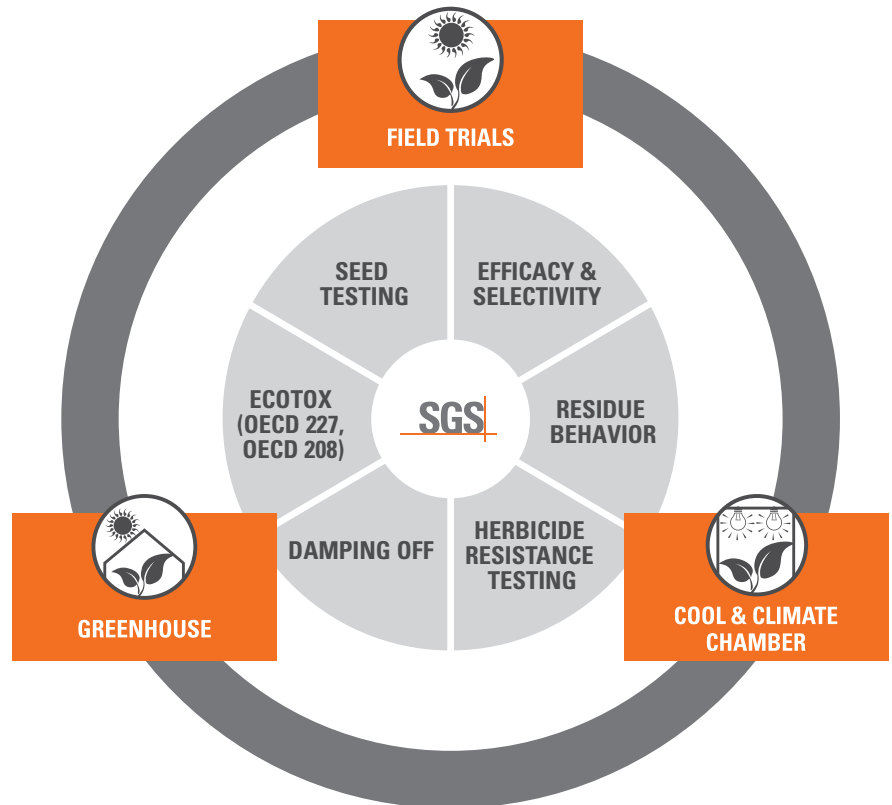 FIELD TRIALS
SEED
TESTING
EFFICACY &
SELECTIVITY
ECOTOX
(OECD 227,
OECD 208)
SGS
RESIDUE
BEHAVIOR
DAMPING OFF
HERBICIDE
RESISTANCE
TESTING
GREENHOUSE
COOL & CLIMATE
CHAMBER